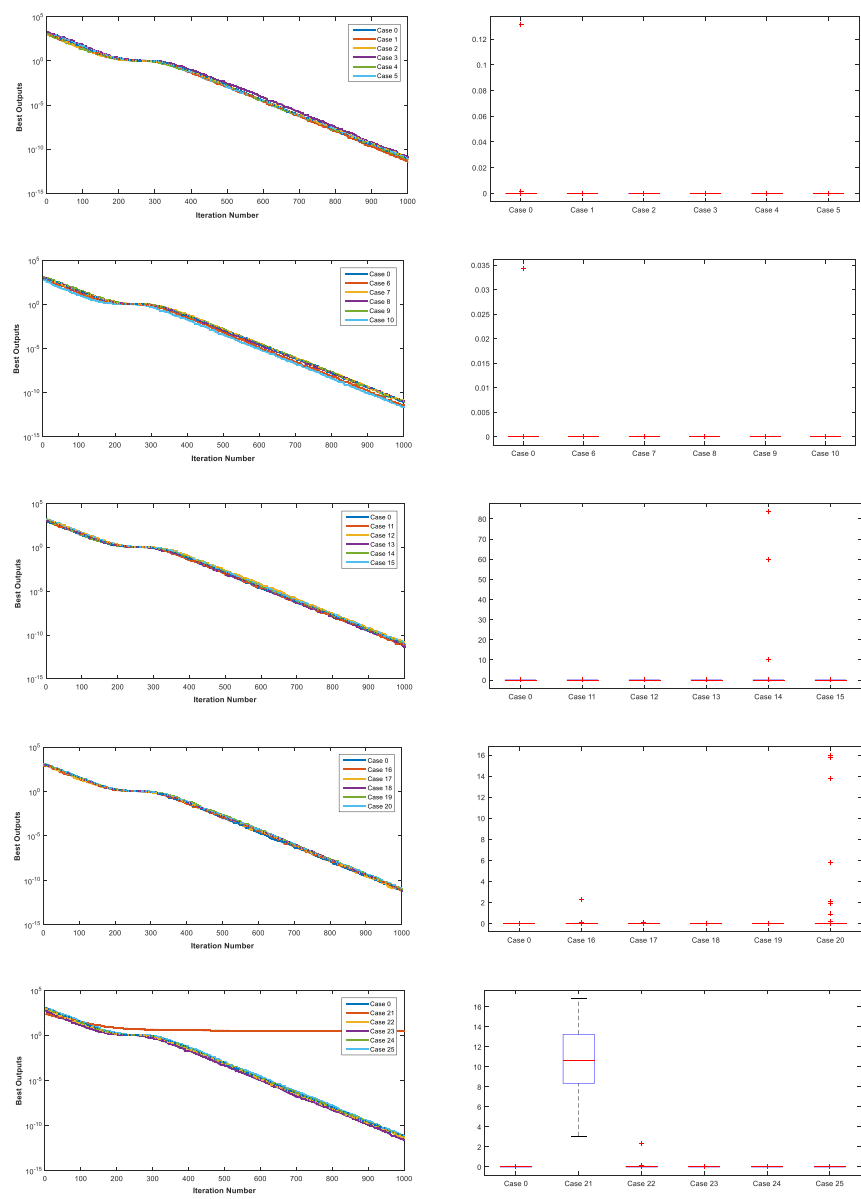 10^5
10^0
10^-5
10^-10
10^-15
Best Outputs
0 100 200 300 400 500 600 700 800 900 1000
Iteration Number
Case 0
Case 1
Case 2
Case 3
Case 4
Case 5
0.12
0.1
0.08
0.06
0.04
0.02
0
Case 0 Case 1 Case 2 Case 3 Case 4 Case 5
10^5
10^0
10^-5
10^-10
10^-15
Best Outputs
0 100 200 300 400 500 600 700 800 900 1000
Iteration Number
Case 0
Case 6
Case 7
Case 8
Case 9
Case 10
0.035
0.03
0.025
0.02
0.015
0.01
0.005
0
Case 0 Case 6 Case 7 Case 8 Case 9 Case 10
10^5
10^0
10^-5
10^-10
10^-15
Best Outputs
0 100 200 300 400 500 600 700 800 900 1000
Iteration Number
Case 0
Case 11
Case 12
Case 13
Case 14
Case 15
80
70
60
50
40
30
20
10
0
Case 0 Case 11 Case 12 Case 13 Case 14 Case 15
10^5
10^0
10^-5
10^-10
10^-15
Best Outputs
0 100 200 300 400 500 600 700 800 900 1000
Iteration Number
Case 0
Case 16
Case 17
Case 18
Case 19
Case 20
16
14
12
10
8
6
4
2
0
Case 0 Case 16 Case 17 Case 18 Case 19 Case 20
10^5
10^0
10^-5
10^-10
10^-15
Best Outputs
0 100 200 300 400 500 600 700 800 900 1000
Iteration Number
Case 0
Case 21
Case 22
Case 23
Case 24
Case 25
16
14
12
10
8
6
4
2
0
Case 0 Case 21 Case 22 Case 23 Case 24 Case 25